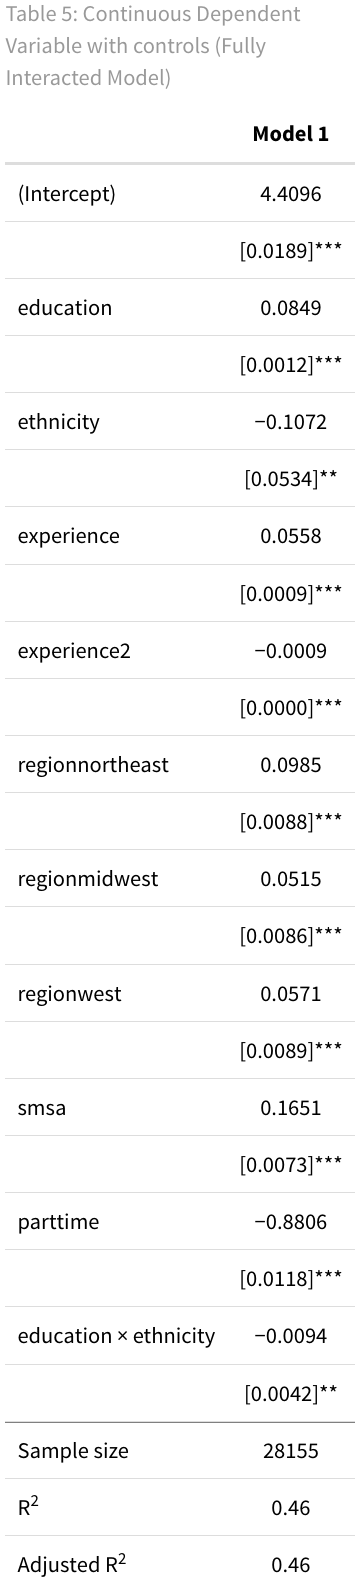 Table 5: Continuous Dependent
Variable with controls (Fully
Interacted Model)
Model 1
(Intercept) 4.4096
[0.0189]***
education 0.0849
[0.0012]***
ethnicity −0.1072
[0.0534]**
experience 0.0558
[0.0009]***
experience2 −0.0009
[0.0000]***
regionnortheast 0.0985
[0.0088]***
regionmidwest 0.0515
[0.0086]***
regionwest 0.0571
[0.0089]***
smsa 0.1651
[0.0073]***
parttime −0.8806
[0.0118]***
education × ethnicity −0.0094
[0.0042]**
Sample size 28155
R² 0.46
Adjusted R² 0.46